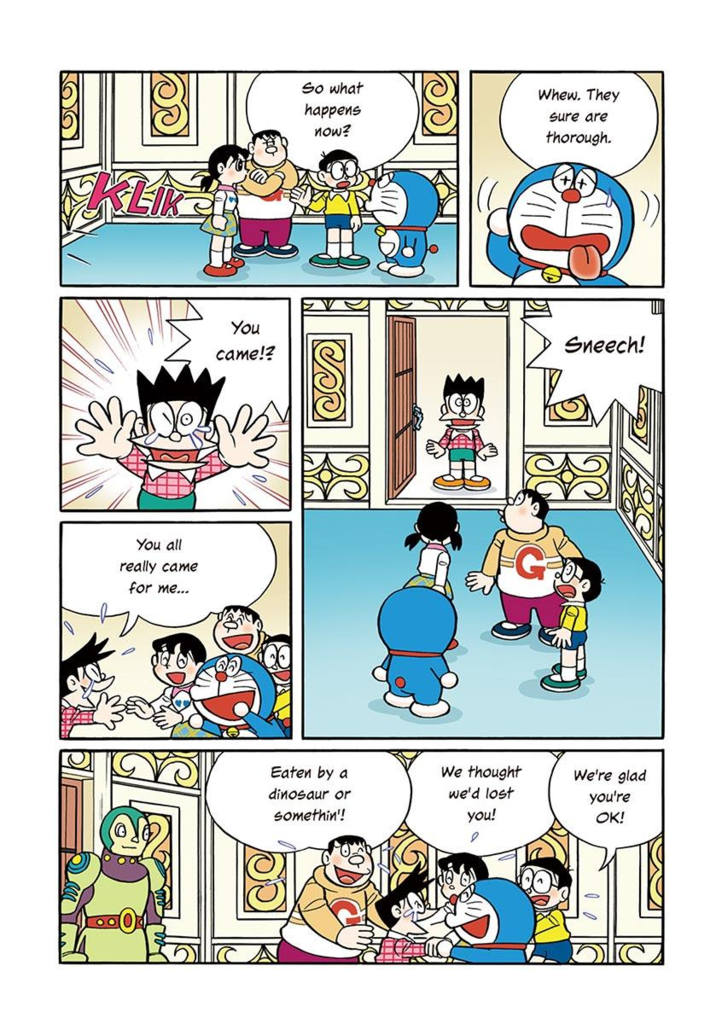 Whew. They
sure are
thorough.
So what
happens
now?
G
KLIK
Sneech!
G
You
came!?
You all
really came
for me...
We're glad
you're
OK!
We thought
we'd lost
you!
Eaten by a
dinosaur or
somethin'!
G